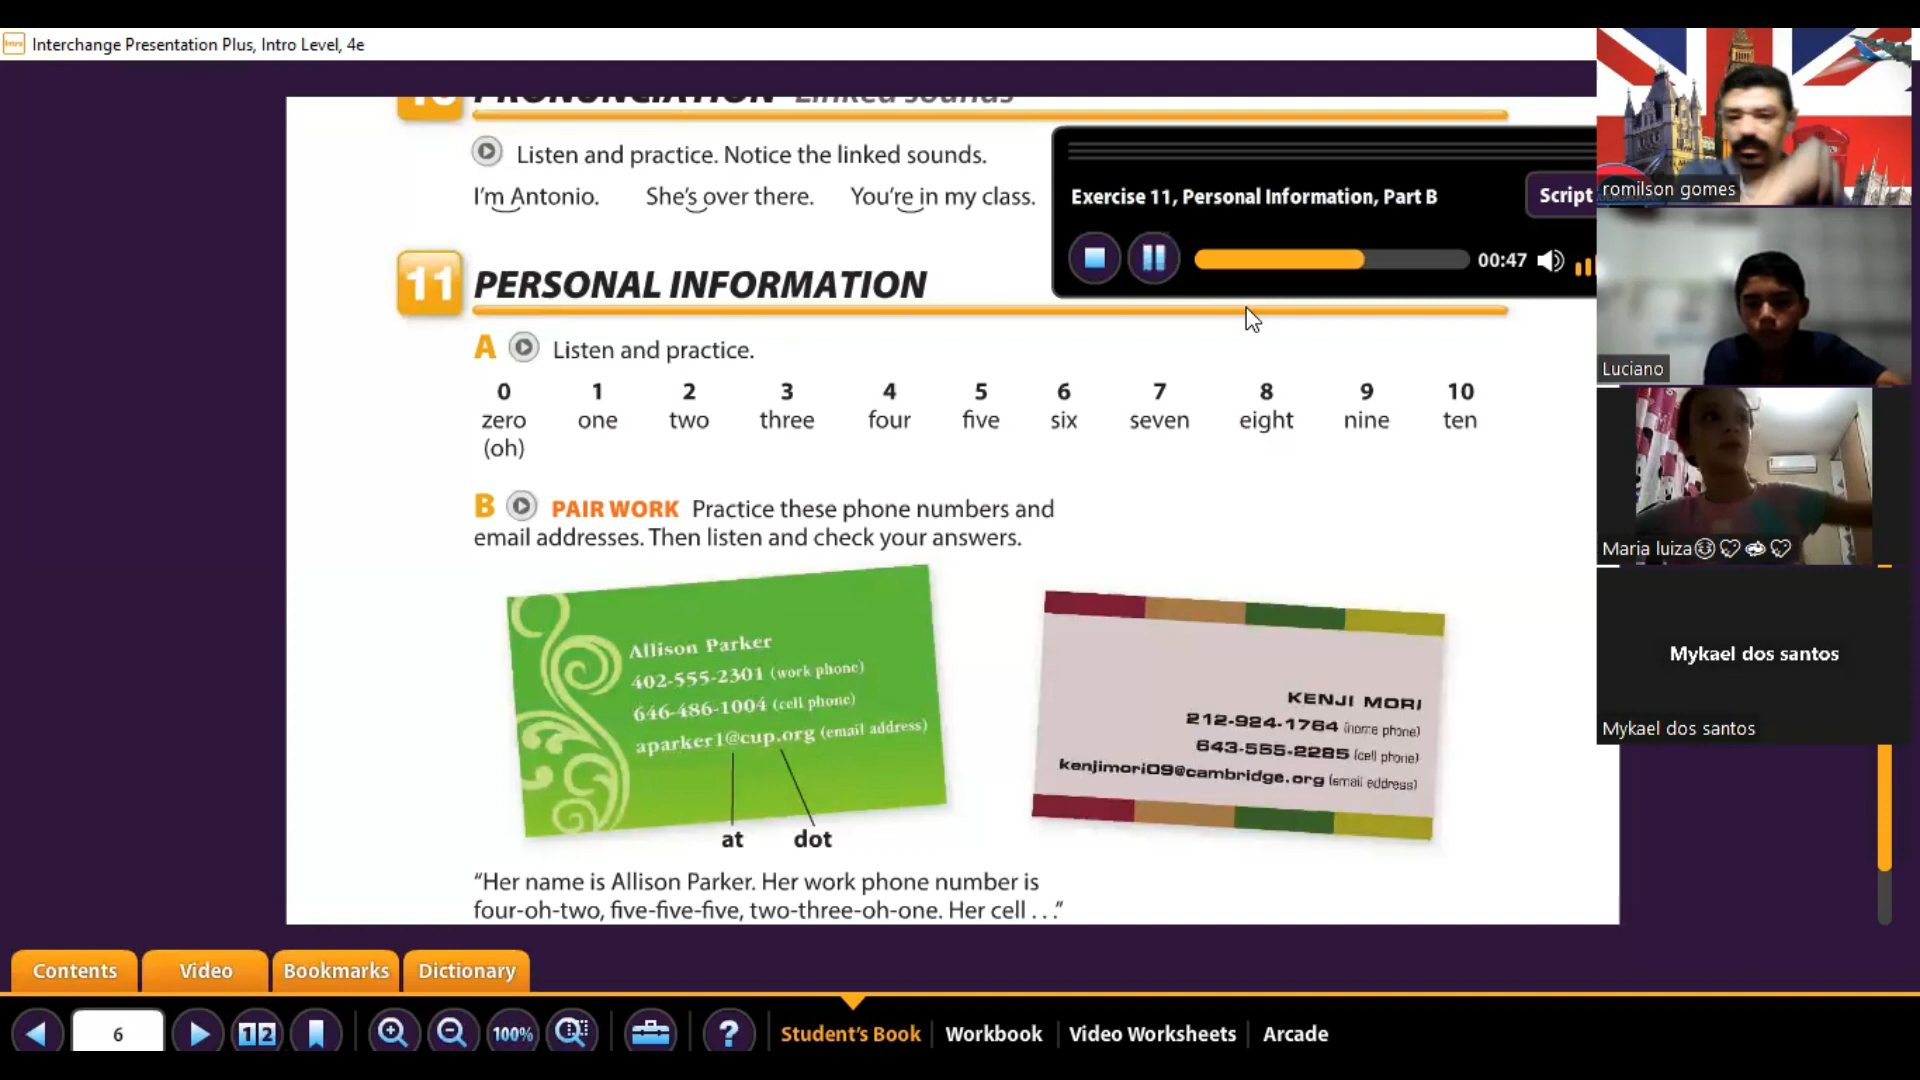 Interchange Presentation Plus, Intro Level, 4e
PRONUNCIATION Linked sounds
Listen and practice. Notice the linked sounds.
I'm Antonio. She's over there. You're in my class.
Exercise 11, Personal Information, Part B
Script
00:47
11 PERSONAL INFORMATION
A Listen and practice.
0 1 2 3 4 5 6 7 8 9 10
zero one two three four five six seven eight nine ten
(oh)
B PAIR WORK Practice these phone numbers and
email addresses. Then listen and check your answers.
Allison Parker
402-555-2301 (work phone)
646-486-1004 (cell phone)
aparker1@cup.org (email address)
at dot
KENJI MORI
212-924-1764 (home phone)
643-555-2285 (cell phone)
kenjimori09@cambridge.org (email address)
“Her name is Allison Parker. Her work phone number is
four-oh-two, five-five-five, two-three-oh-one. Her cell . . .”
romilson gomes
Luciano
Maria luiza
Mykael dos santos
Mykael dos santos
Contents Video Bookmarks Dictionary
6 12 100% ? Student's Book Workbook Video Worksheets Arcade